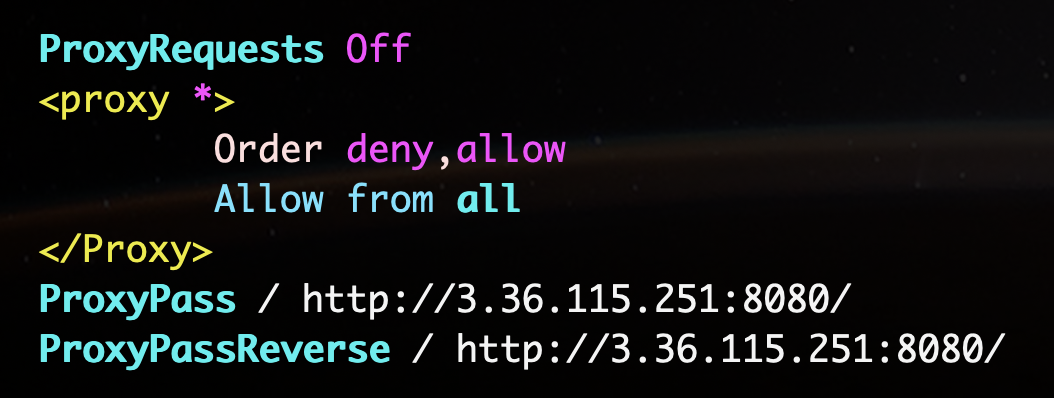 ProxyRequests Off
<proxy *>
Order deny,allow
Allow from all
</Proxy>
ProxyPass / http://3.36.115.251:8080/
ProxyPassReverse / http://3.36.115.251:8080/